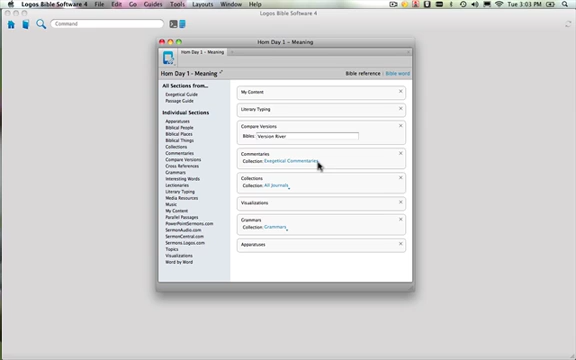 Logos Bible Software 4 File Edit Go Guides Tools Layouts Window Help
Tue 3:03 PM
Logos Bible Software 4
Command
Hom Day 1 - Meaning
Hom Day 1 - Meaning
Hom Day 1 - Meaning
Bible reference | Bible word
All Sections from...
Exegetical Guide
Passage Guide
Individual Sections
Apparatuses
Biblical People
Biblical Places
Biblical Things
Collections
Commentaries
Compare Versions
Cross References
Grammars
Interesting Words
Lectionaries
Literary Typing
Media Resources
Music
My Content
Parallel Passages
PowerPointSermons.com
SermonAudio.com
SermonCentral.com
Sermons.Logos.com
Topics
Visualizations
Word by Word
My Content
Literary Typing
Compare Versions
Bibles: Version River
Commentaries
Collection: Exegetical Commentaries
Collections
Collection: All Journals
Visualizations
Grammars
Collection: Grammars
Apparatuses